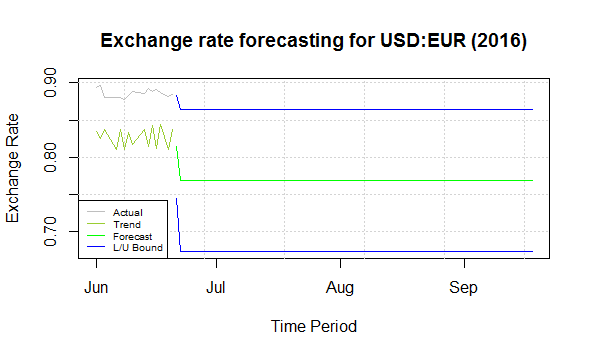 Exchange rate forecasting for USD:EUR (2016)
Exchange Rate
0.90
0.80
0.70
Actual
Trend
Forecast
L/U Bound
Jun Jul Aug Sep
Time Period